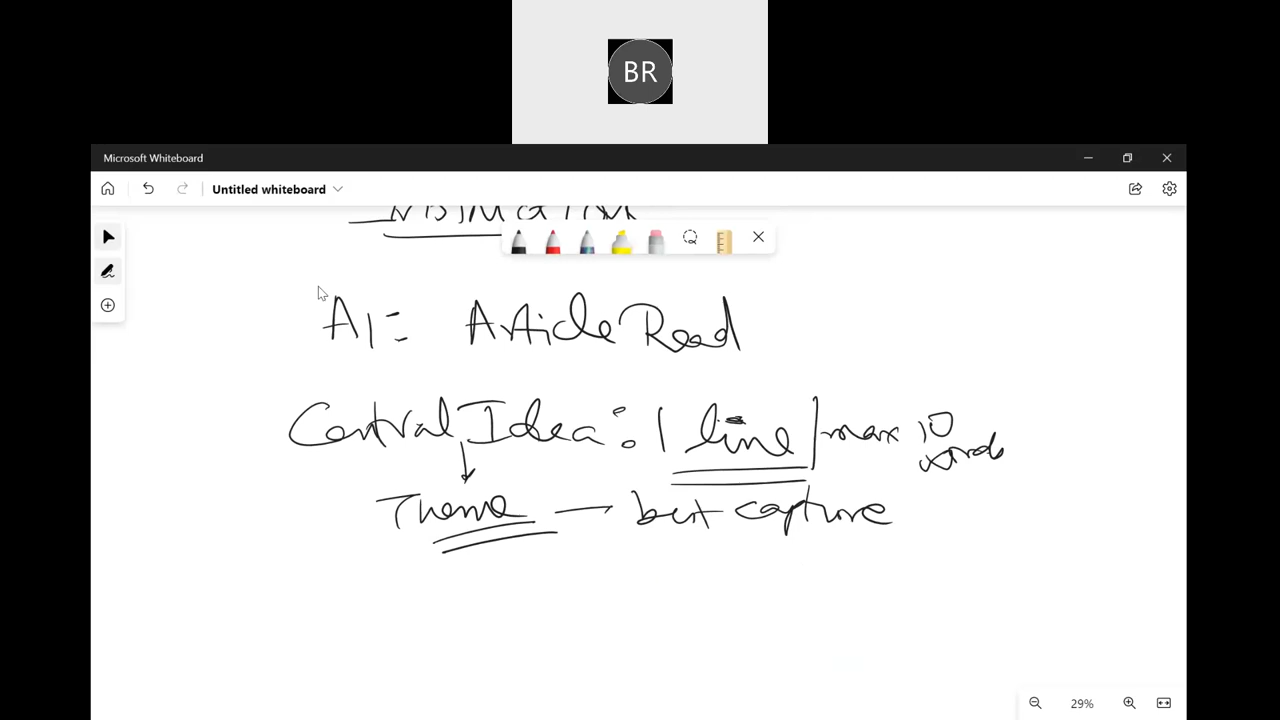 BR
Microsoft Whiteboard
Untitled whiteboard
A1= Article Read
Central Idea : 1 line / max 10 words
Theme → best capture
29%